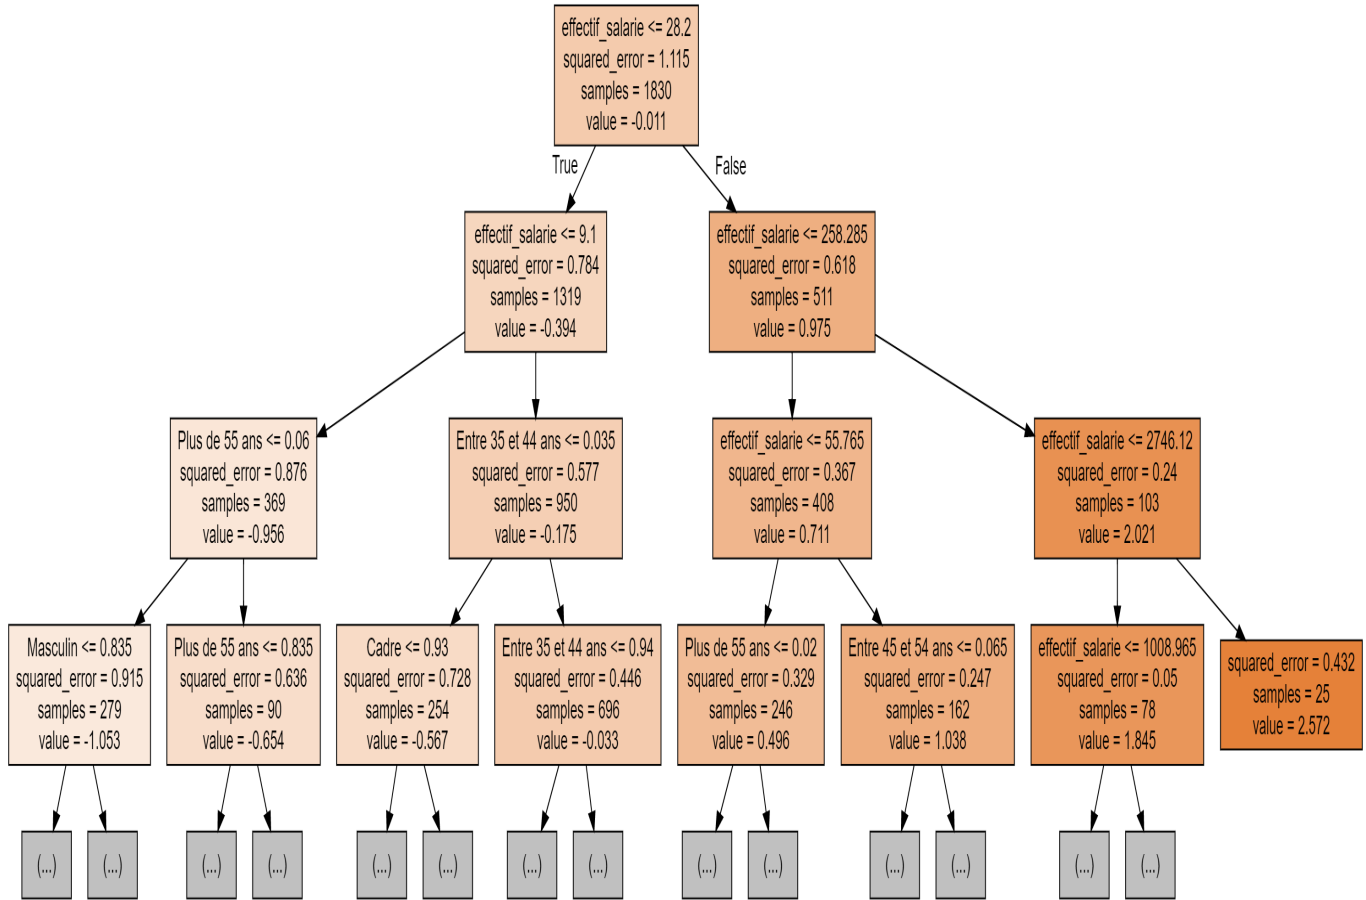 effectif_salarie <= 28.2
squared_error = 1.115
samples = 1830
value = -0.011
True
False
effectif_salarie <= 9.1
squared_error = 0.784
samples = 1319
value = -0.394
effectif_salarie <= 258.285
squared_error = 0.618
samples = 511
value = 0.975
Plus de 55 ans <= 0.06
squared_error = 0.876
samples = 369
value = -0.956
Entre 35 et 44 ans <= 0.035
squared_error = 0.577
samples = 950
value = -0.175
effectif_salarie <= 55.765
squared_error = 0.367
samples = 408
value = 0.711
effectif_salarie <= 2746.12
squared_error = 0.24
samples = 103
value = 2.021
Masculin <= 0.835
squared_error = 0.915
samples = 279
value = -1.053
Plus de 55 ans <= 0.835
squared_error = 0.636
samples = 90
value = -0.654
Cadre <= 0.93
squared_error = 0.728
samples = 254
value = -0.567
Entre 35 et 44 ans <= 0.94
squared_error = 0.446
samples = 696
value = -0.033
Plus de 55 ans <= 0.02
squared_error = 0.329
samples = 246
value = 0.496
Entre 45 et 54 ans <= 0.065
squared_error = 0.247
samples = 162
value = 1.038
effectif_salarie <= 1008.965
squared_error = 0.05
samples = 78
value = 1.845
squared_error = 0.432
samples = 25
value = 2.572
(...)
(...)
(...)
(...)
(...)
(...)
(...)
(...)
(...)
(...)
(...)
(...)
(...)
(...)